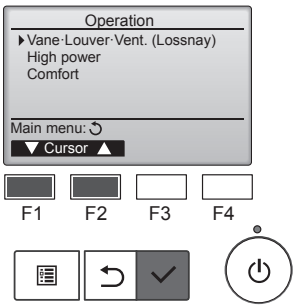 Operation
Vane·Louver·Vent. (Lossnay)
High power
Comfort
Main menu:
Cursor
F1 F2 F3 F4